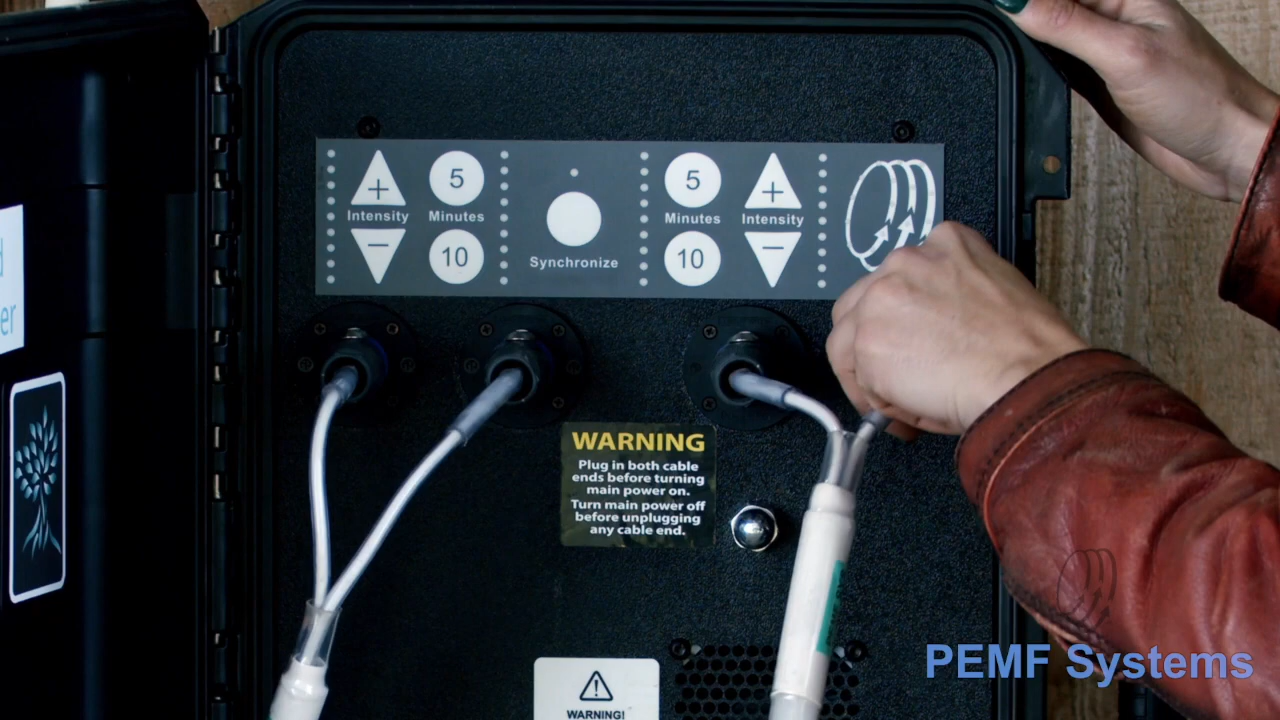 +
5
5
+
Intensity Minutes
Minutes Intensity
−
10
Synchronize
10
−
WARNING
Plug in both cable
ends before turning
main power on.
Turn main power off
before unplugging
any cable end.
WARNING!
PEMF Systems